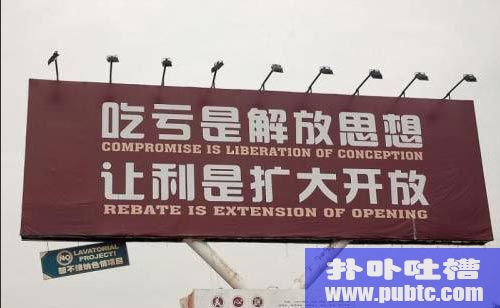 吃亏是解放思想
COMPROMISE IS LIBERATION OF CONCEPTION
让利是扩大开放
REBATE IS EXTENSION OF OPENING
NO
LAVATORIAL
PROJECT!
扑卟吐槽
www.pubtc.com